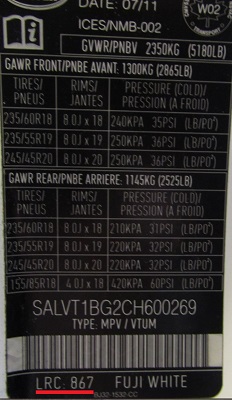 DATE: 07/11
ICES/NMB-002
W02
GVWR/PNBV 2350KG (5180LB)
GAWR FRONT/PNBE AVANT: 1300KG (2865LB)
TIRES/ RIMS/ PRESSURE (COLD)/
PNEUS JANTES PRESSION (A FROID)
235/60R18 8.0J x 18 240KPA 35PSI (LB/PO²)
235/55R19 8.0J x 19 250KPA 36PSI (LB/PO²)
245/45R20 8.0J x 20 250KPA 36PSI (LB/PO²)
GAWR REAR/PNBE ARRIERE: 1145KG (2525LB)
TIRES/ RIMS/ PRESSURE (COLD)/
PNEUS JANTES PRESSION (A FROID)
235/60R18 8.0J x 18 210KPA 31PSI (LB/PO²)
235/55R19 8.0J x 19 220KPA 32PSI (LB/PO²)
245/45R20 8.0J x 20 220KPA 32PSI (LB/PO²)
155/85R18 4.0J x 18 420KPA 60PSI (LB/PO²)
SALVT1BG2CH600269
TYPE: MPV / VTUM
LRC: 867 FUJI WHITE